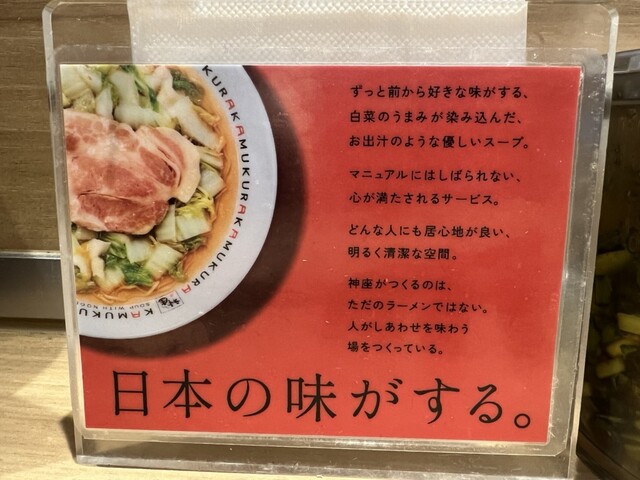 ずっと前から好きな味がする、
白菜のうまみが染み込んだ、
お出汁のような優しいスープ。
マニュアルにはしばられない、
心が満たされるサービス。
どんな人にも居心地が良い、
明るく清潔な空間。
神座がつくるのは、
ただのラーメンではない。
人がしあわせを味わう
場をつくっている。
日本の味がする。
KURAKAMUKURAKAMUKURA
KAMUKU